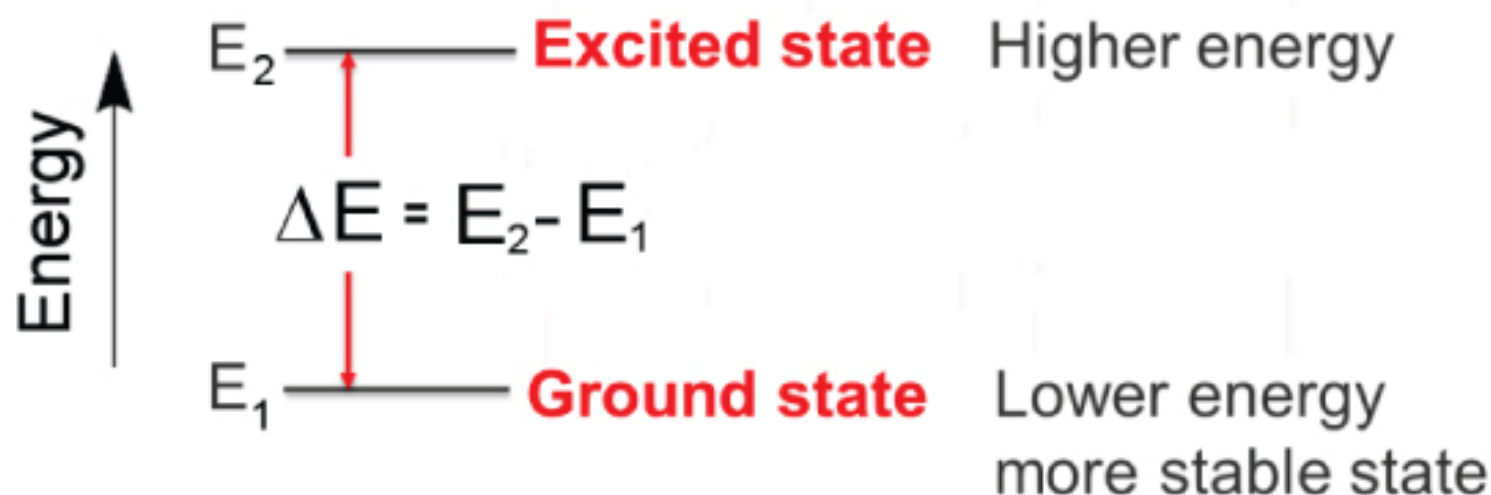 E₂ Excited state Higher energy
Energy
ΔE = E₂- E₁
E₁ Ground state Lower energy
more stable state